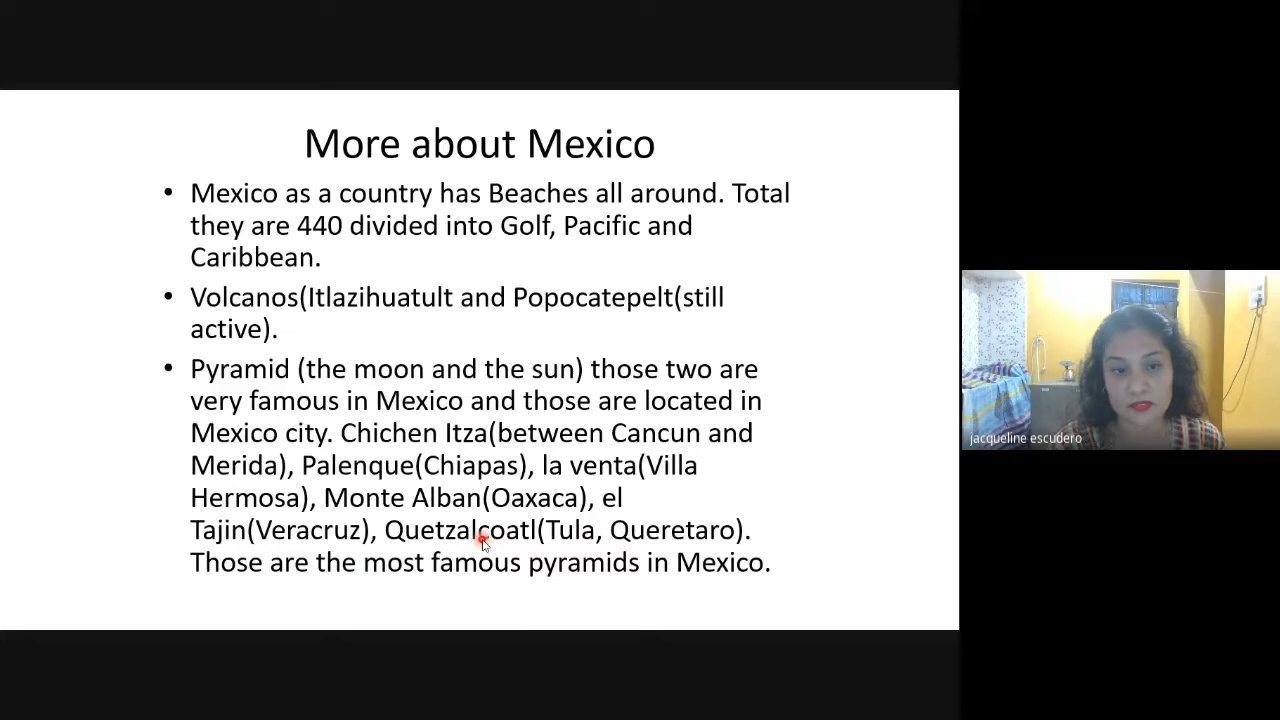 More about Mexico
• Mexico as a country has Beaches all around. Total
they are 440 divided into Golf, Pacific and
Caribbean.
• Volcanos(Itlazihuatult and Popocatepelt(still
active).
• Pyramid (the moon and the sun) those two are
very famous in Mexico and those are located in
Mexico city. Chichen Itza(between Cancun and
Merida), Palenque(Chiapas), la venta(Villa
Hermosa), Monte Alban(Oaxaca), el
Tajin(Veracruz), Quetzalcoatl(Tula, Queretaro).
Those are the most famous pyramids in Mexico.
jacqueline escudero